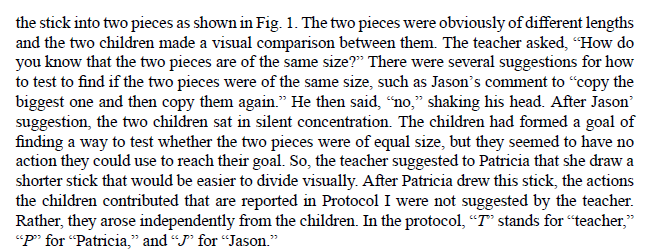 the stick into two pieces as shown in Fig. 1. The two pieces were obviously of different lengths
and the two children made a visual comparison between them. The teacher asked, “How do
you know that the two pieces are of the same size?” There were several suggestions for how
to test to find if the two pieces were of the same size, such as Jason’s comment to “copy the
biggest one and then copy them again.” He then said, “no,” shaking his head. After Jason’
suggestion, the two children sat in silent concentration. The children had formed a goal of
finding a way to test whether the two pieces were of equal size, but they seemed to have no
action they could use to reach their goal. So, the teacher suggested to Patricia that she draw a
shorter stick that would be easier to divide visually. After Patricia drew this stick, the actions
the children contributed that are reported in Protocol I were not suggested by the teacher.
Rather, they arose independently from the children. In the protocol, “T” stands for “teacher,”
“P” for “Patricia,” and “J” for “Jason.”